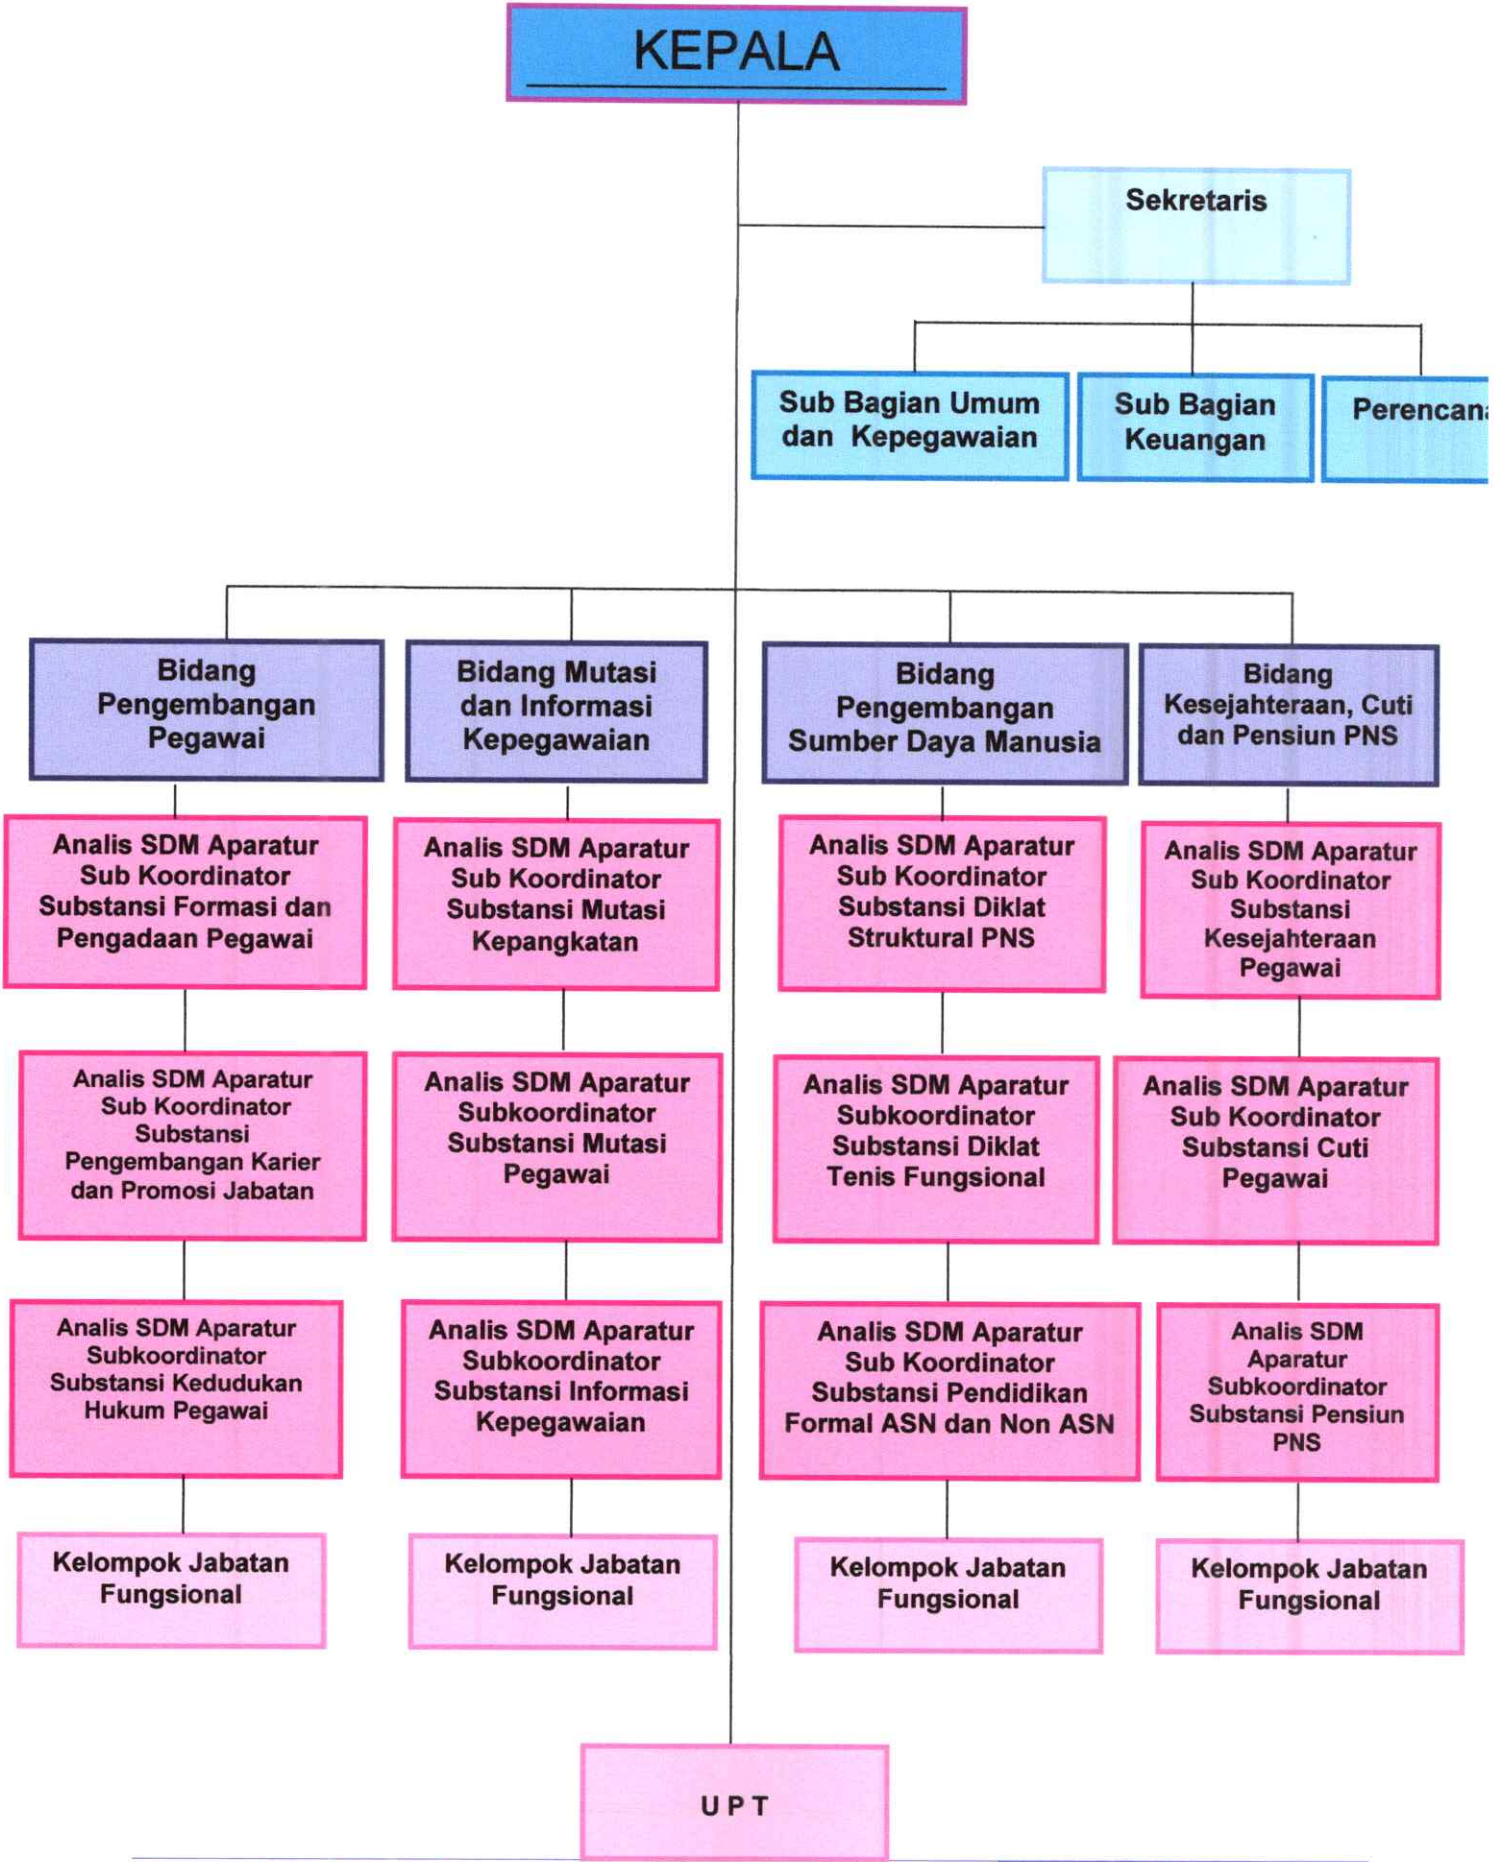 KEPALA
Sekretaris
Sub Bagian Umum
dan Kepegawaian
Sub Bagian
Keuangan
Bidang
Pengembangan
Pegawai
Bidang Mutasi
dan Informasi
Kepegawaian
Bidang
Pengembangan
Sumber Daya Manusia
Bidang
Kesejahteraan, Cuti
dan Pensiun PNS
Analis SDM Aparatur
Sub Koordinator
Substansi Formasi dan
Pengadaan Pegawai
Analis SDM Aparatur
Sub Koordinator
Substansi Mutasi
Kepangkatan
Analis SDM Aparatur
Sub Koordinator
Substansi Diklat
Struktural PNS
Analis SDM Aparatur
Sub Koordinator
Substansi
Kesejahteraan
Pegawai
Analis SDM Aparatur
Sub Koordinator
Substansi
Pengembangan Karier
dan Promosi Jabatan
Analis SDM Aparatur
Subkoordinator
Substansi Mutasi
Pegawai
Analis SDM Aparatur
Subkoordinator
Substansi Diklat
Tenis Fungsional
Analis SDM Aparatur
Sub Koordinator
Substansi Cuti
Pegawai
Analis SDM Aparatur
Subkoordinator
Substansi Kedudukan
Hukum Pegawai
Analis SDM Aparatur
Subkoordinator
Substansi Informasi
Kepegawaian
Analis SDM Aparatur
Sub Koordinator
Substansi Pendidikan
Formal ASN dan Non ASN
Analis SDM
Aparatur
Subkoordinator
Substansi Pensiun
PNS
Kelompok Jabatan
Fungsional
Kelompok Jabatan
Fungsional
Kelompok Jabatan
Fungsional
Kelompok Jabatan
Fungsional
U P T